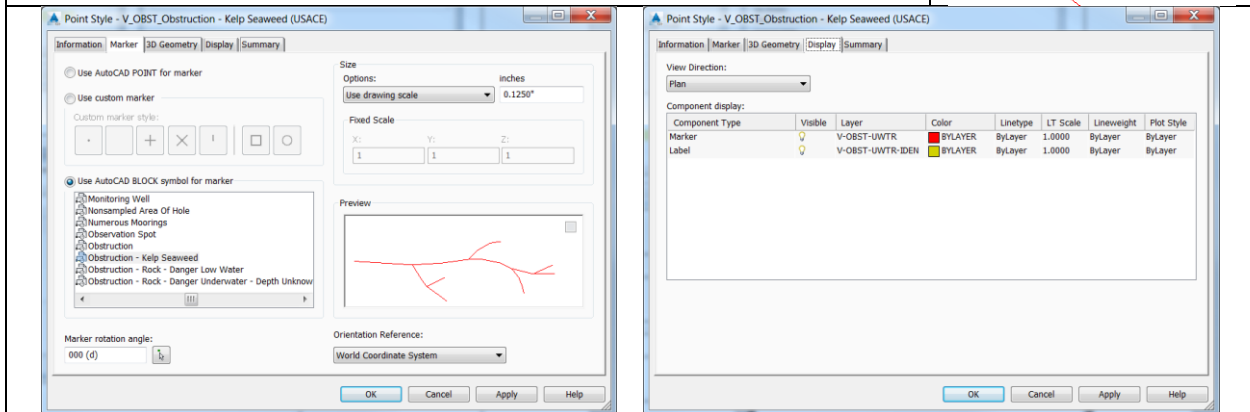 Point Style - V_OBST_Obstruction - Kelp Seaweed (USACE)
Information Marker 3D Geometry Display Summary
Use AutoCAD POINT for marker
Use custom marker
Custom marker style:
Use AutoCAD BLOCK symbol for marker
Monitoring Well
Nonsampled Area Of Hole
Numerous Moorings
Observation Spot
Obstruction
Obstruction - Kelp Seaweed
Obstruction - Rock - Danger Low Water
Obstruction - Rock - Danger Underwater - Depth Unknow
Marker rotation angle:
000 (d)
Size
Options: inches
Use drawing scale 0.1250"
Fixed Scale
X: Y: Z:
1 1 1
Preview
Orientation Reference:
World Coordinate System
OK Cancel Apply Help
Point Style - V_OBST_Obstruction - Kelp Seaweed (USACE)
Information Marker 3D Geometry Display Summary
View Direction:
Plan
Component display:
Component Type Visible Layer Color Linetype LT Scale Lineweight Plot Style
Marker V-OBST-UWTR BYLAYER ByLayer 1.0000 ByLayer ByLayer
Label V-OBST-UWTR-IDEN BYLAYER ByLayer 1.0000 ByLayer ByLayer
OK Cancel Apply Help